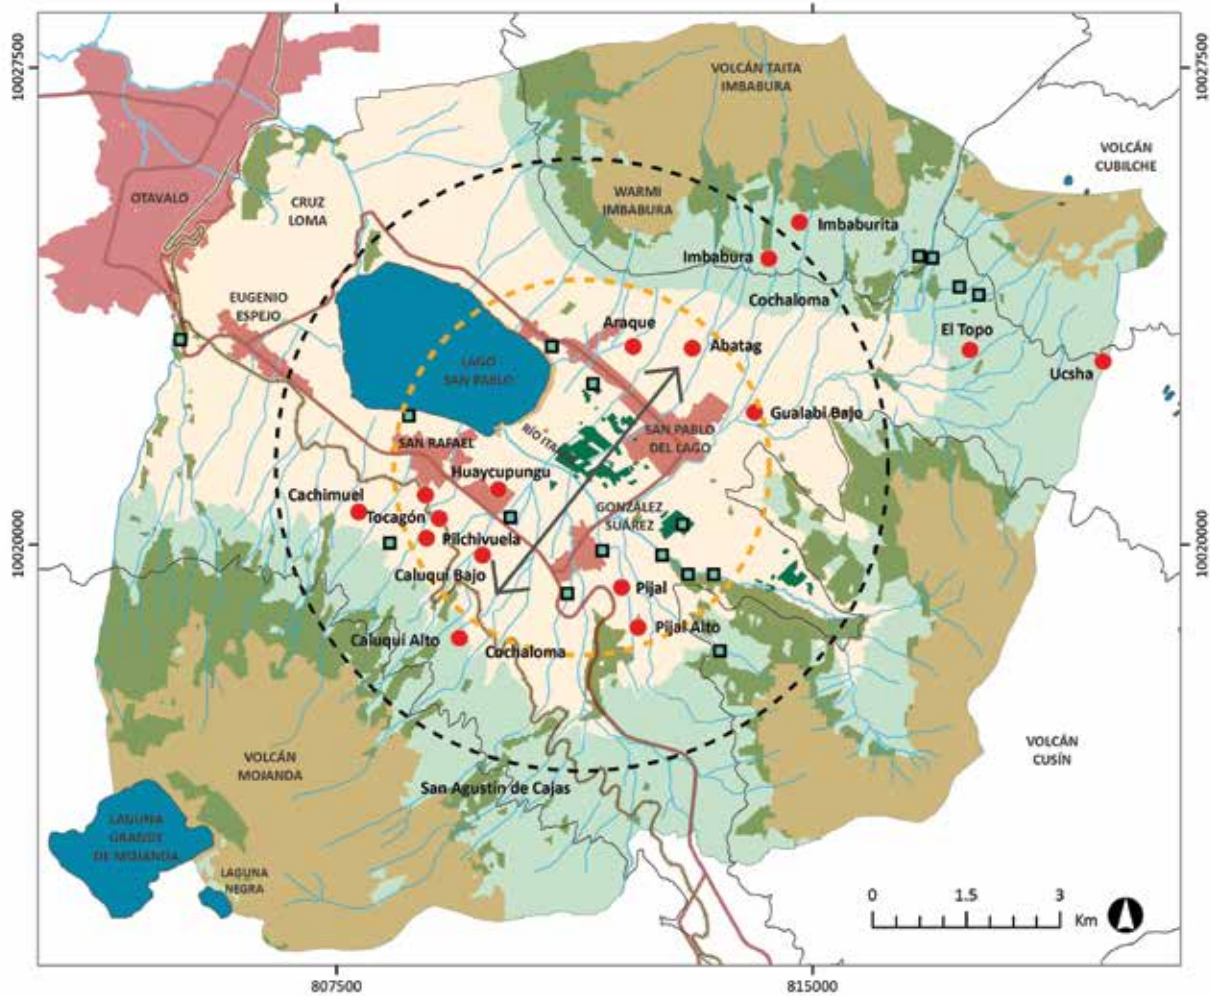 10027500
10027500
VOLCÁN TAITA
IMBABURA
VOLCÁN
CUBILCHE
OTAVALO
CRUZ
LOMA
WARMI
IMBABURA
Imbaburita
Imbabura
Cochaloma
EUGENIO
ESPEJO
Araque
Abatag
El Topo
Ucsha
LAGO
SAN PABLO
Gualabí Bajo
SAN RAFAEL
SAN PABLO
DEL LAGO
Huaycupungu
Cachimuel
GONZÁLEZ
SUÁREZ
Tocagón
Pilchivuela
10020000
10020000
Caluquí Bajo
Pijal
Pijal Alto
Caluquí Alto
Cochaloma
VOLCÁN
MOJANDA
VOLCÁN
CUSÍN
San Agustín de Cajas
LAGUNA
GRANDE
DE MOJANDA
LAGUNA
NEGRA
0 1.5 3
Km
807500
815000